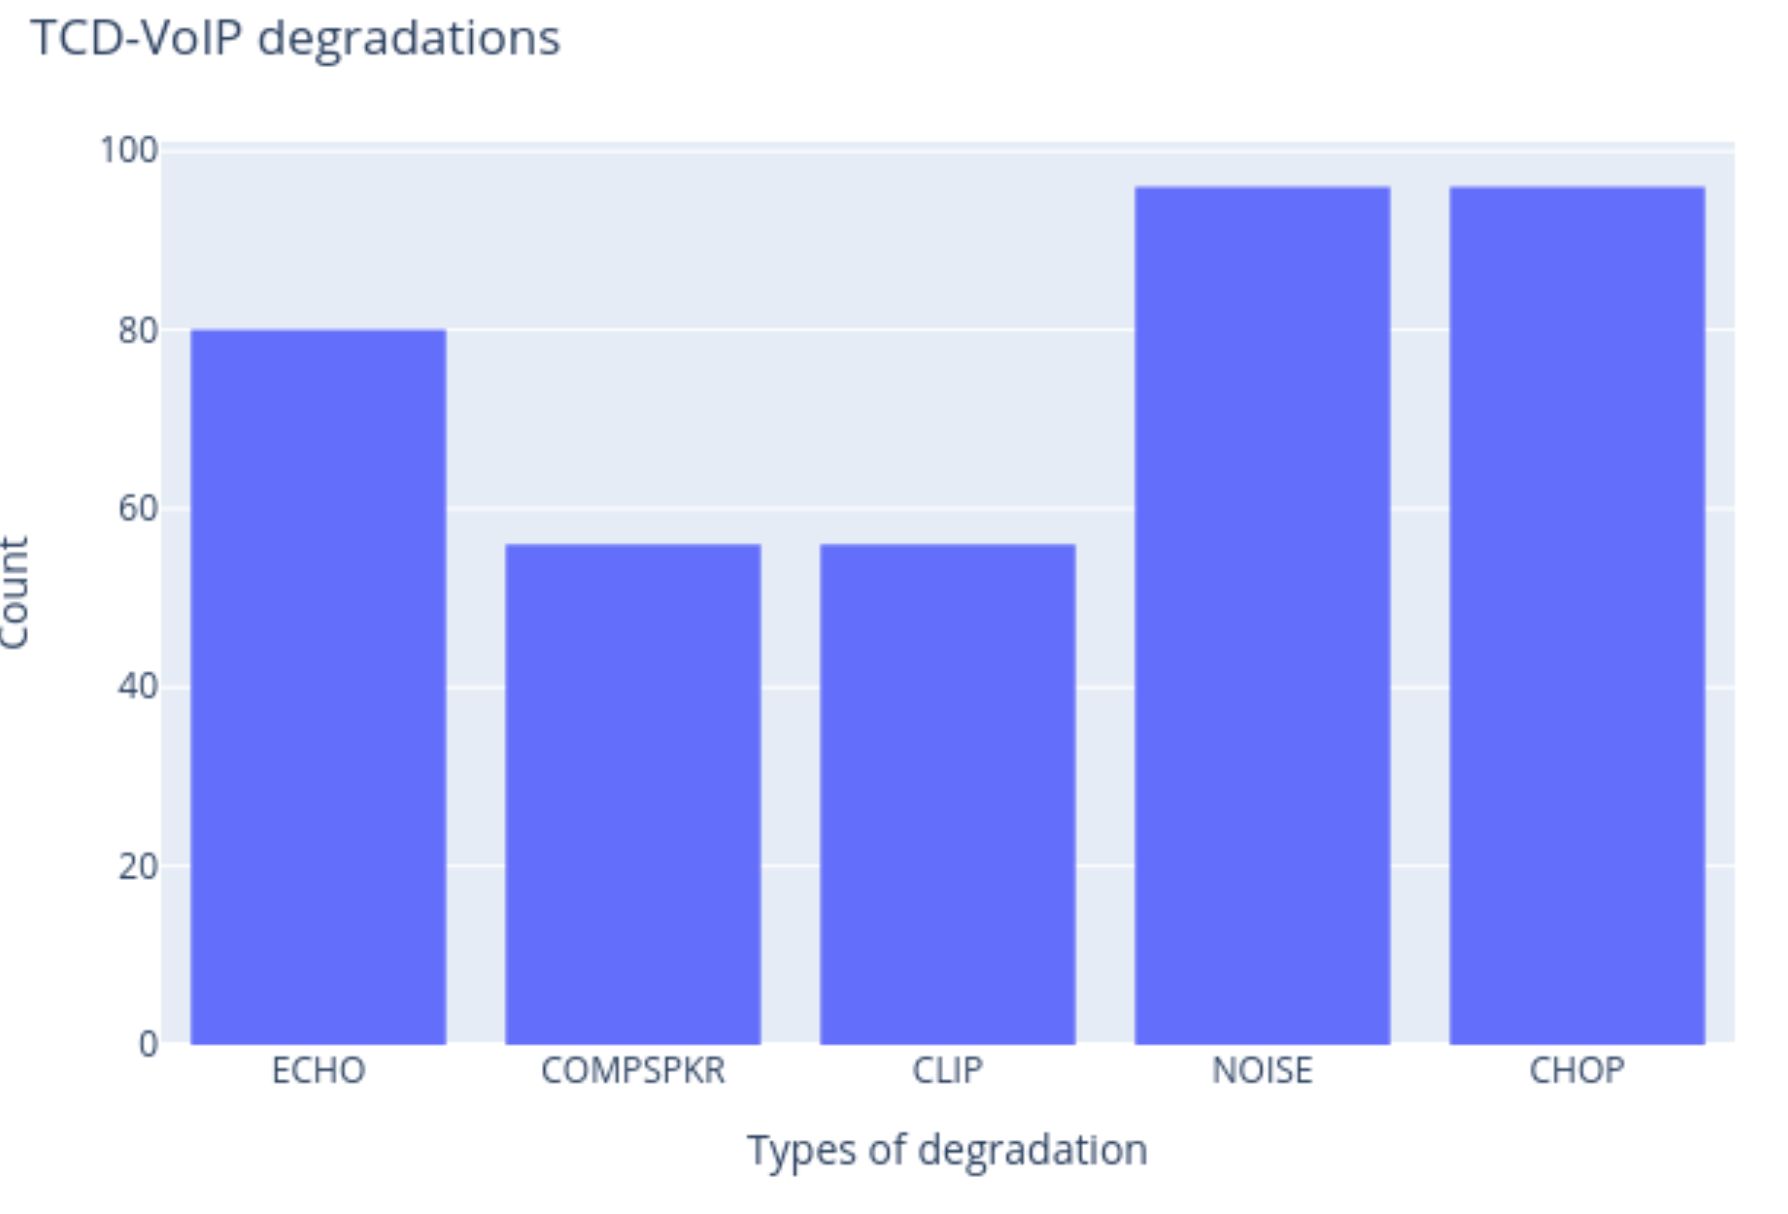 TCD-VoIP degradations
100
80
60
40
20
0
Count
ECHO COMPSPKR CLIP NOISE CHOP
Types of degradation